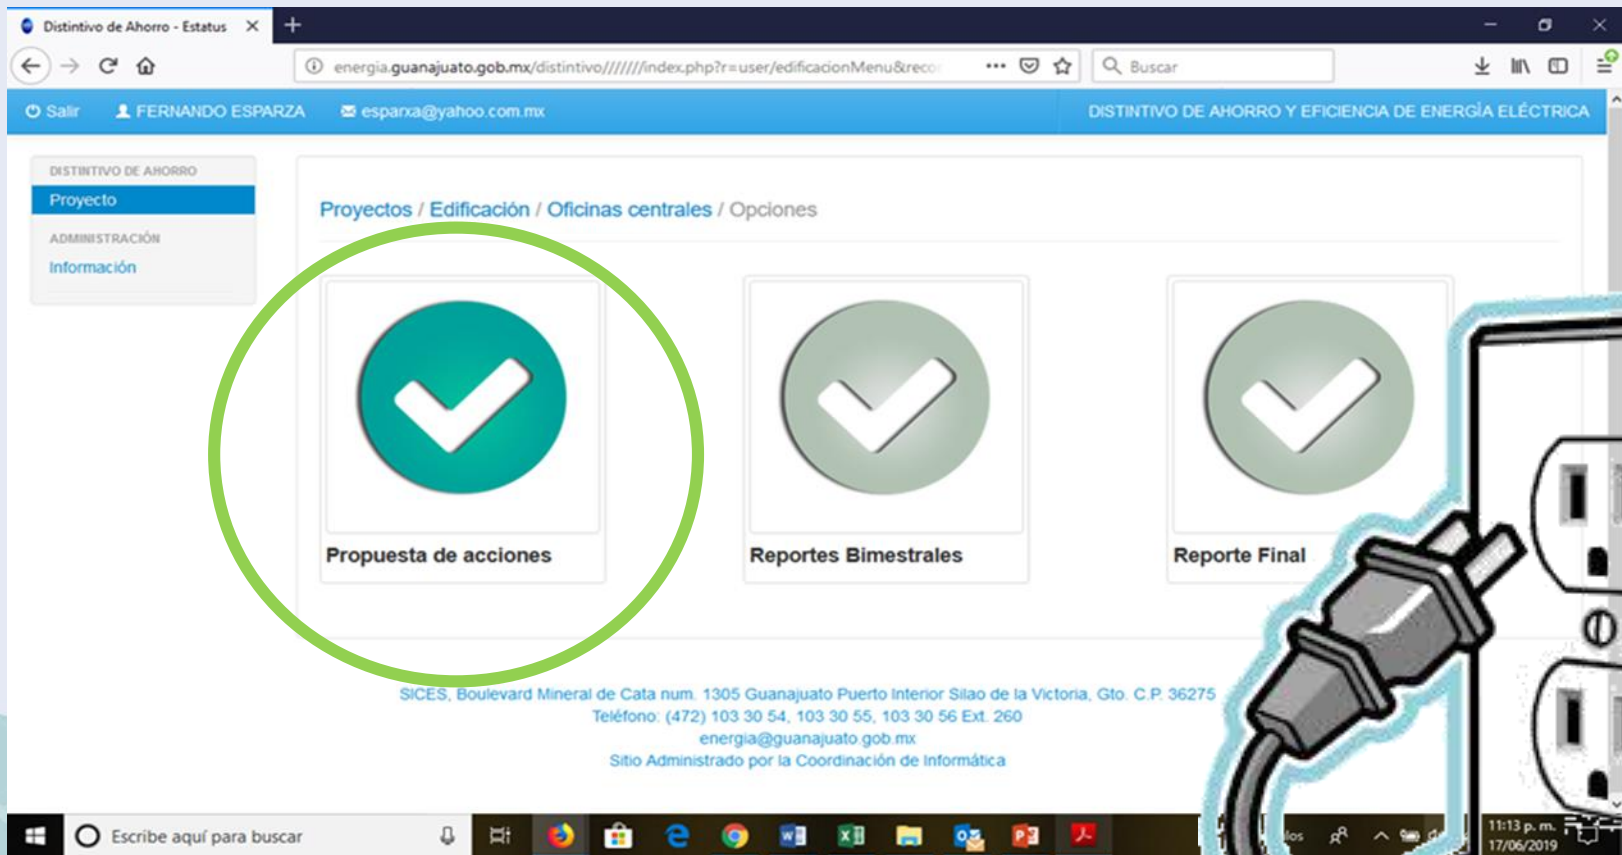 Distintivo de Ahorro - Estatus
energia.guanajuato.gob.mx/distintivo///////index.php?r=user/edificacionMenu&reco
Buscar
Salir FERNANDO ESPARZA esparxa@yahoo.com.mx DISTINTIVO DE AHORRO Y EFICIENCIA DE ENERGÍA ELÉCTRICA
DISTINTIVO DE AHORRO
Proyecto
ADMINISTRACIÓN
Información
Proyectos / Edificación / Oficinas centrales / Opciones
Propuesta de acciones
Reportes Bimestrales
Reporte Final
SICES, Boulevard Mineral de Cata num. 1305 Guanajuato Puerto Interior Silao de la Victoria, Gto. C.P. 36275
Teléfono: (472) 103 30 54, 103 30 55, 103 30 56 Ext. 260
energia@guanajuato.gob.mx
Sitio Administrado por la Coordinación de Informática
Escribe aquí para buscar
11:13 p. m.
17/06/2019